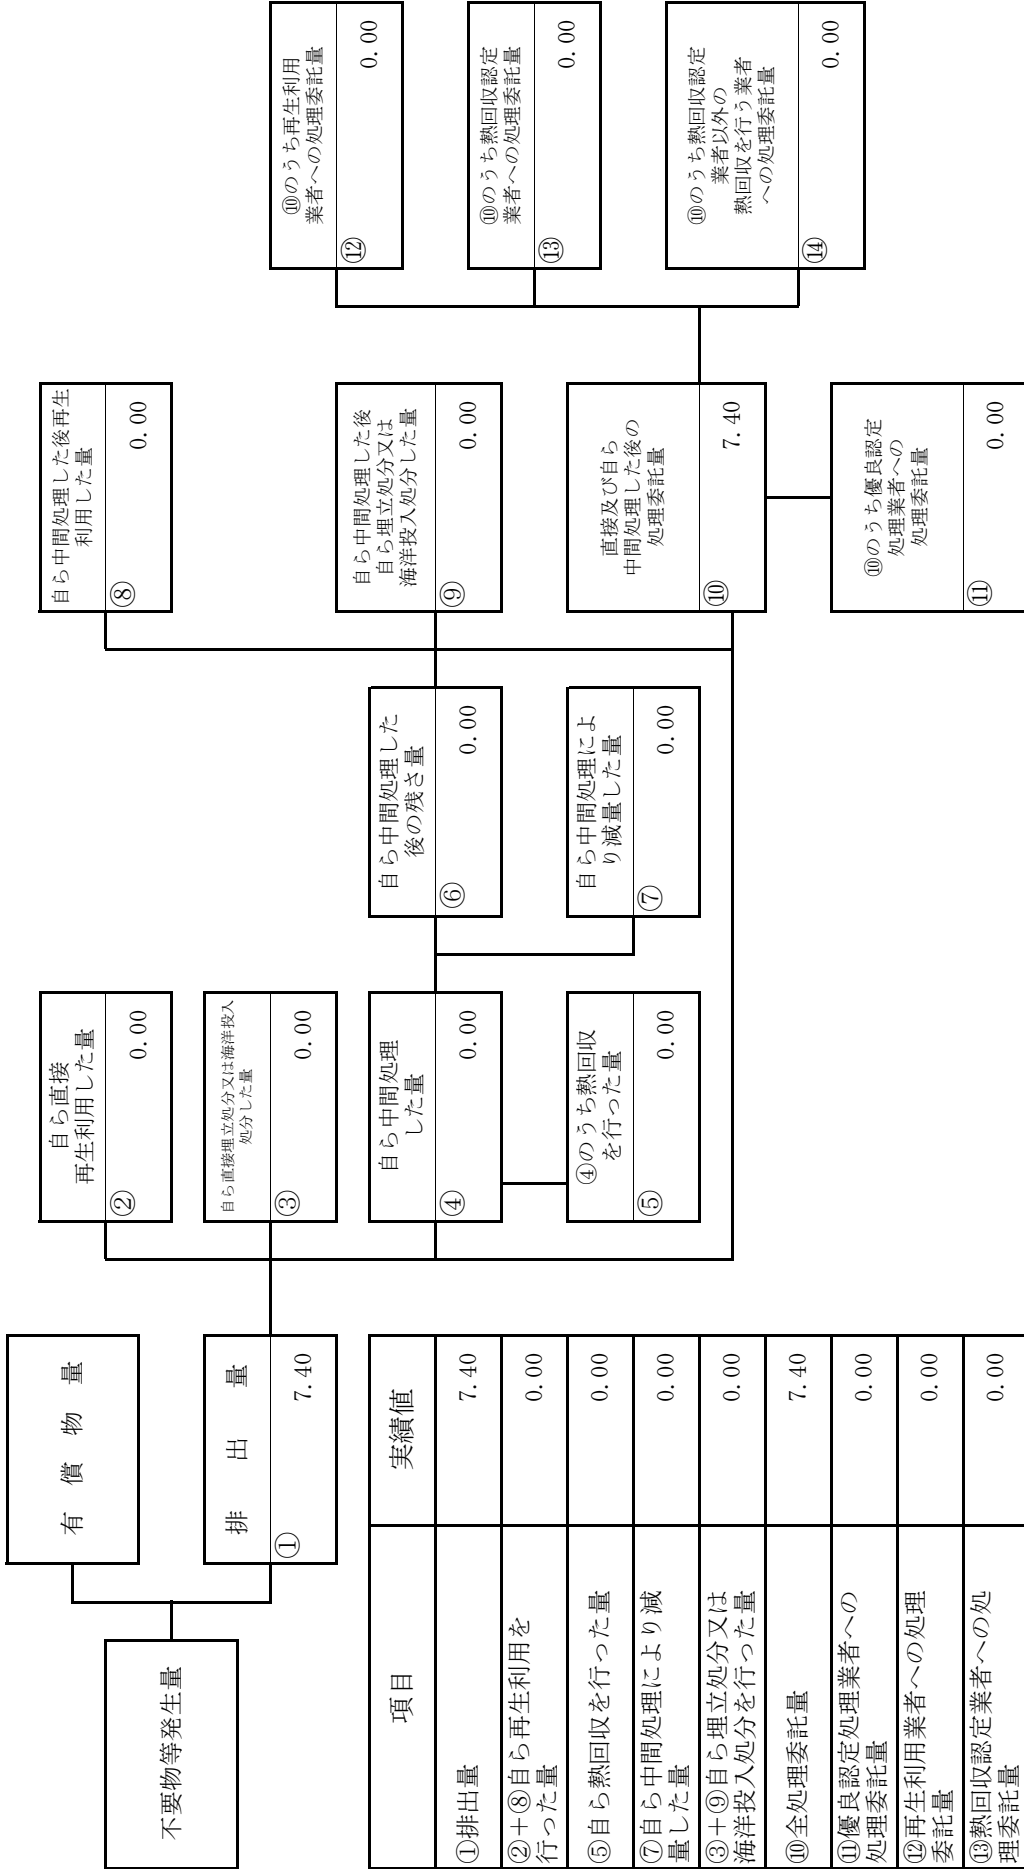 不要物等発生量
有償物量
排出量
①
7.40
自ら直接
再生利用した量
②
0.00
自ら直接埋立処分又は海洋投入
処分した量
③
0.00
自ら中間処理
した量
④
0.00
④のうち熱回収
を行った量
⑤
0.00
自ら中間処理した
後の残さ量
⑥
0.00
自ら中間処理によ
り減量した量
⑦
0.00
自ら中間処理した後再生
利用した量
⑧
0.00
自ら中間処理した後
自ら埋立処分又は
海洋投入処分した量
⑨
0.00
直接及び自ら
中間処理した後の
処理委託量
⑩
7.40
⑩のうち優良認定
処理業者への
処理委託量
⑪
0.00
⑩のうち再生利用
業者への処理委託量
⑫
0.00
⑩のうち熱回収認定
業者への処理委託量
⑬
0.00
⑩のうち熱回収認定
業者以外の
熱回収を行う業者
への処理委託量
⑭
0.00
項目 実績値
①排出量 7.40
②+⑧自ら再生利用を
行った量 0.00
⑤自ら熱回収を行った量 0.00
⑦自ら中間処理により減
量した量 0.00
③+⑨自ら埋立処分又は
海洋投入処分を行った量 0.00
⑩全処理委託量 7.40
⑪優良認定処理業者への
処理委託量 0.00
⑫再生利用業者への処理
委託量 0.00
⑬熱回収認定業者への処
理委託量 0.00